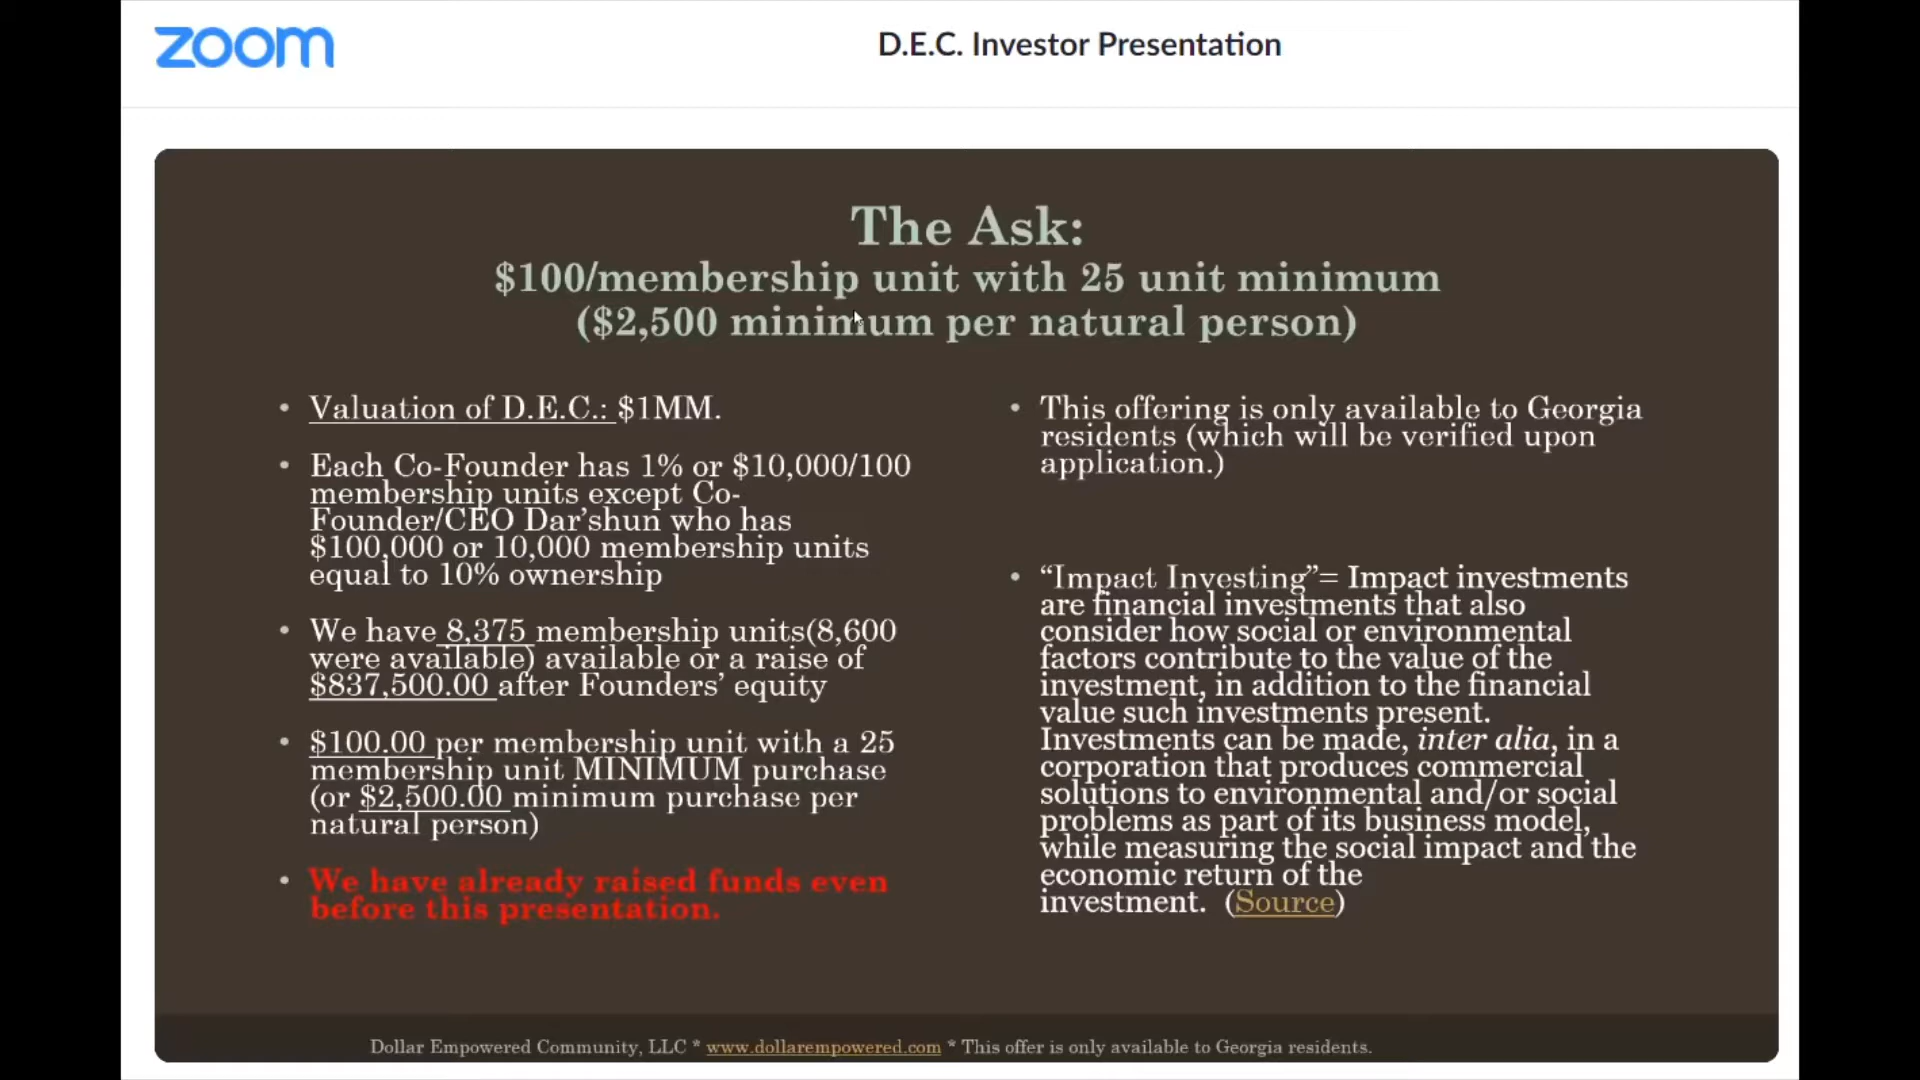 zoom
D.E.C. Investor Presentation
The Ask:
$100/membership unit with 25 unit minimum
($2,500 minimum per natural person)
• Valuation of D.E.C.: $1MM.
• Each Co-Founder has 1% or $10,000/100
membership units except Co-
Founder/CEO Dar’shun who has
$100,000 or 10,000 membership units
equal to 10% ownership
• We have 8,375 membership units(8,600
were available) available or a raise of
$837,500.00 after Founders’ equity
• $100.00 per membership unit with a 25
membership unit MINIMUM purchase
(or $2,500.00 minimum purchase per
natural person)
• We have already raised funds even
before this presentation.
• This offering is only available to Georgia
residents (which will be verified upon
application.)
• “Impact Investing”= Impact investments
are financial investments that also
consider how social or environmental
factors contribute to the value of the
investment, in addition to the financial
value such investments present.
Investments can be made, inter alia, in a
corporation that produces commercial
solutions to environmental and/or social
problems as part of its business model,
while measuring the social impact and the
economic return of the
investment. (Source)
Dollar Empowered Community, LLC * www.dollarempowered.com * This offer is only available to Georgia residents.